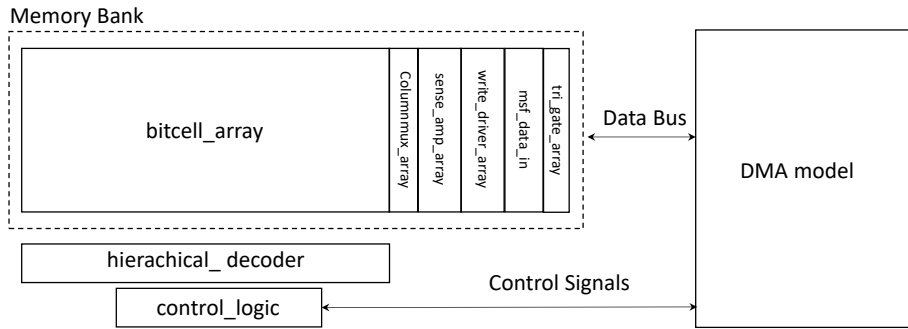 Memory Bank
bitcell_array
Columnmux_array
sense_amp_array
write_driver_array
msf_data_in
tri_gate_array
Data Bus
DMA model
hierachical_ decoder
Control Signals
control_logic